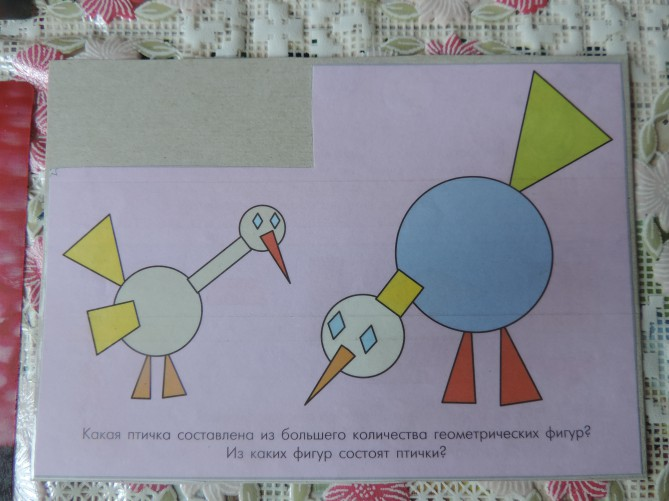 Какая птичка составлена из большего количества геометрических фигур?
Из каких фигур состоят птички?